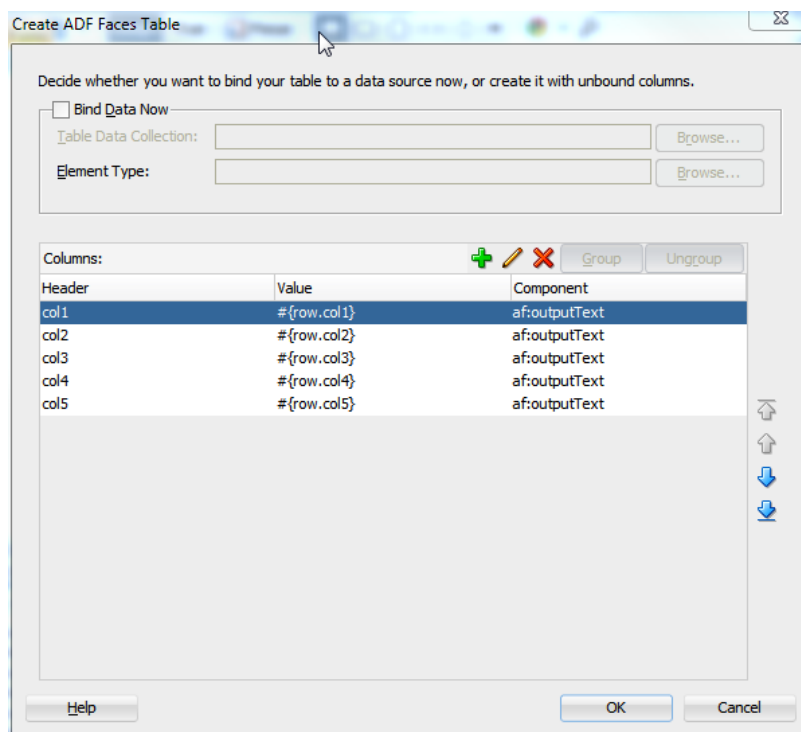 Create ADF Faces Table
Decide whether you want to bind your table to a data source now, or create it with unbound columns.
Bind Data Now
Table Data Collection: Browse...
Element Type: Browse...
Columns: Group Ungroup
Header Value Component
col1 #{row.col1} af:outputText
col2 #{row.col2} af:outputText
col3 #{row.col3} af:outputText
col4 #{row.col4} af:outputText
col5 #{row.col5} af:outputText
Help OK Cancel